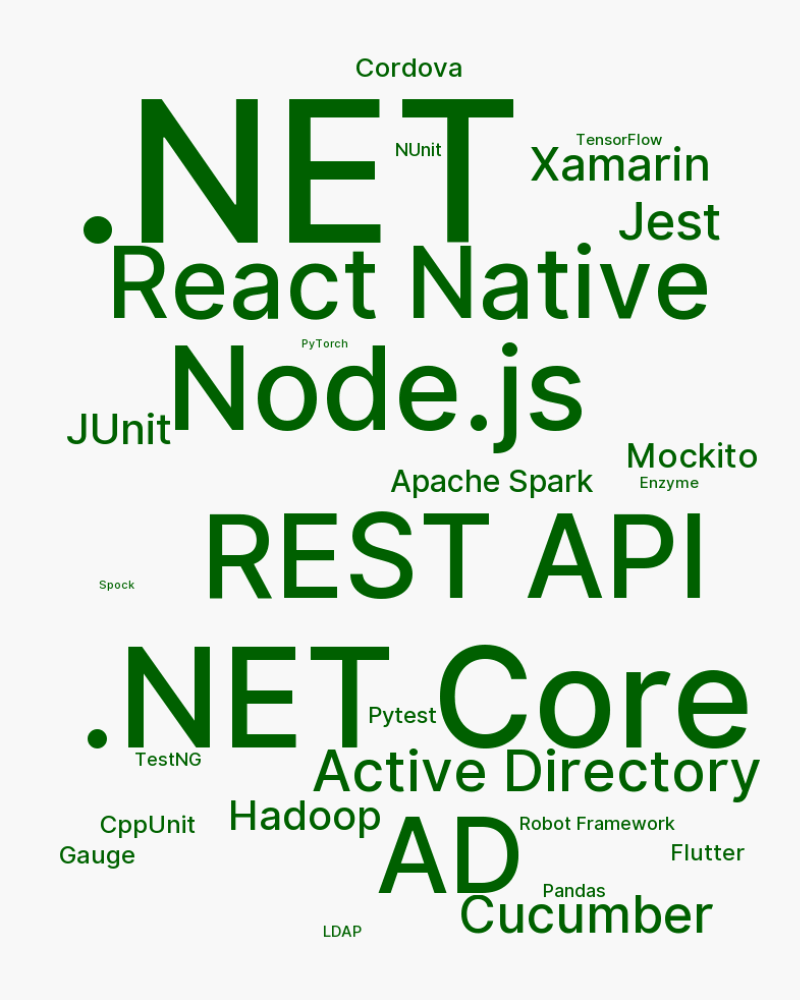 Cordova
.NET
NUnit
TensorFlow
Xamarin
Jest
React Native
PyTorch
Node.js
JUnit
Mockito
Apache Spark
Enzyme
REST API
Spock
.NET Core
Pytest
TestNG
Active Directory
Hadoop
CppUnit
AD
Robot Framework
Gauge
Flutter
Pandas
Cucumber
LDAP